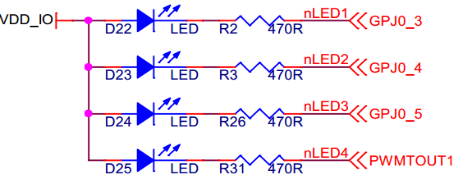 VDD_IO
D22 LED R2 470R nLED1 GPJ0_3
D23 LED R3 470R nLED2 GPJ0_4
D24 LED R26 470R nLED3 GPJ0_5
D25 LED R31 470R nLED4 PWMTOUT1